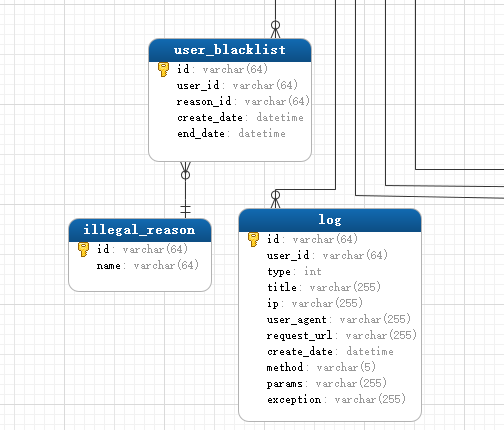 user_blacklist
id: varchar(64)
user_id: varchar(64)
reason_id: varchar(64)
create_date: datetime
end_date: datetime
illegal_reason
id: varchar(64)
name: varchar(64)
log
id: varchar(64)
user_id: varchar(64)
type: int
title: varchar(255)
ip: varchar(255)
user_agent: varchar(255)
request_url: varchar(255)
create_date: datetime
method: varchar(5)
params: varchar(255)
exception: varchar(255)